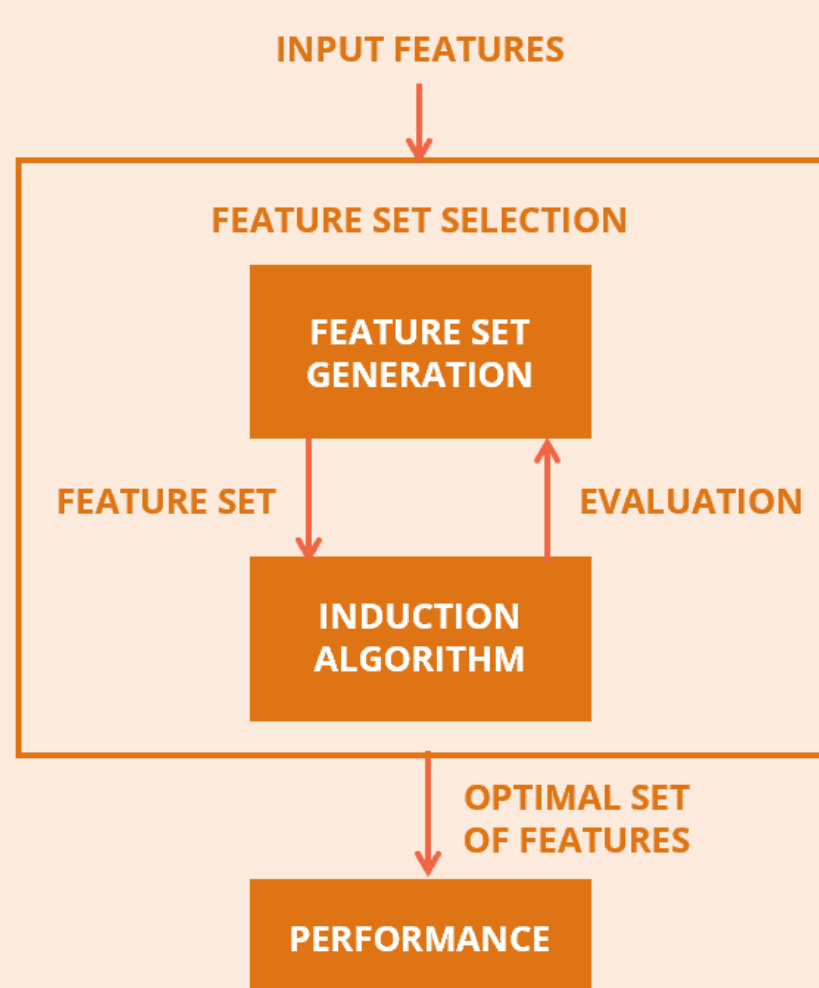 INPUT FEATURES
FEATURE SET SELECTION
FEATURE SET
GENERATION
FEATURE SET
EVALUATION
INDUCTION
ALGORITHM
OPTIMAL SET
OF FEATURES
PERFORMANCE